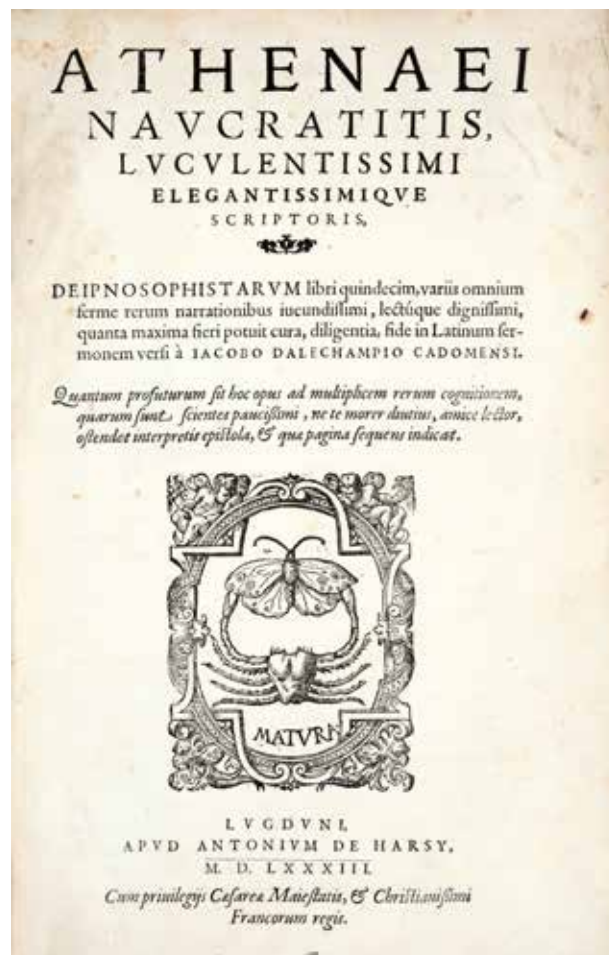 ATHENAEI
NAVCRATITIS,
LVCVLENTISSIMI
ELEGANTISSIMIQVE
SCRIPTORIS,
DEIPNOSOPHISTARVM libri quindecim, variis omnium
ferme rerum narrationibus iucundiſſimi, lectúque digniſſimi,
quanta maxima fieri potuit cura, diligentia, fide in Latinum ſer-
monem verſi à IACOBO DALECHAMPIO CADOMENSI.
Quantum profuturum ſit hoc opus ad multiplicem rerum cognitionem,
quarum ſunt ſcientes pauciſſimi, ne te morer diutius, amice lector,
oſtendet interpretis epiſtola, & quæ pagina ſequens indicat.
MATVRA
LVGDVNI,
APVD ANTONIVM DE HARSY,
M. D. LXXXIII.
Cum priuilegijs Cæſareæ Maieſtatis, & Chriſtianiſſimi
Francorum regis.